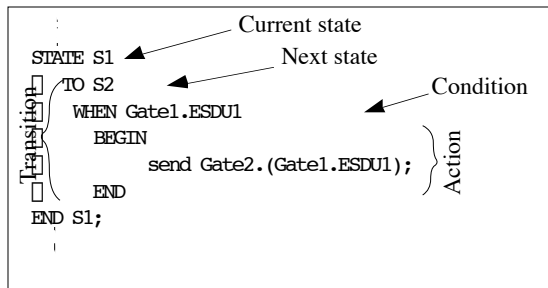 Current state
STATE S1
Next state
TO S2
Condition
WHEN Gate1.ESDU1
BEGIN
send Gate2.(Gate1.ESDU1);
END
END S1;
Transition
Action